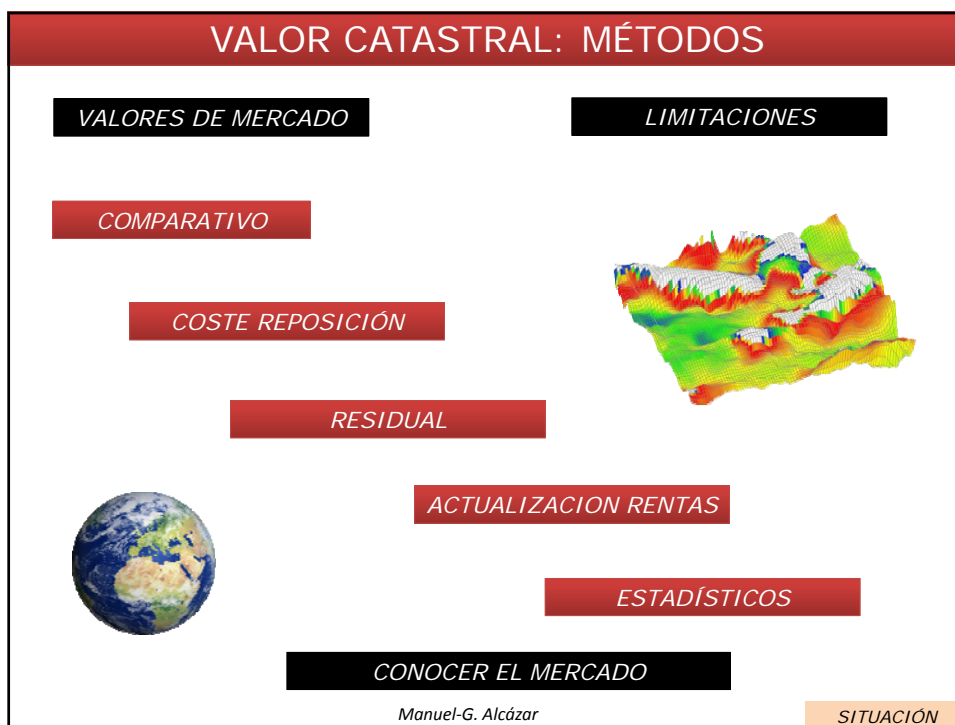 VALOR CATASTRAL: MÉTODOS
VALORES DE MERCADO
LIMITACIONES
COMPARATIVO
COSTE REPOSICIÓN
RESIDUAL
ACTUALIZACION RENTAS
ESTADÍSTICOS
CONOCER EL MERCADO
Manuel-G. Alcázar
SITUACIÓN